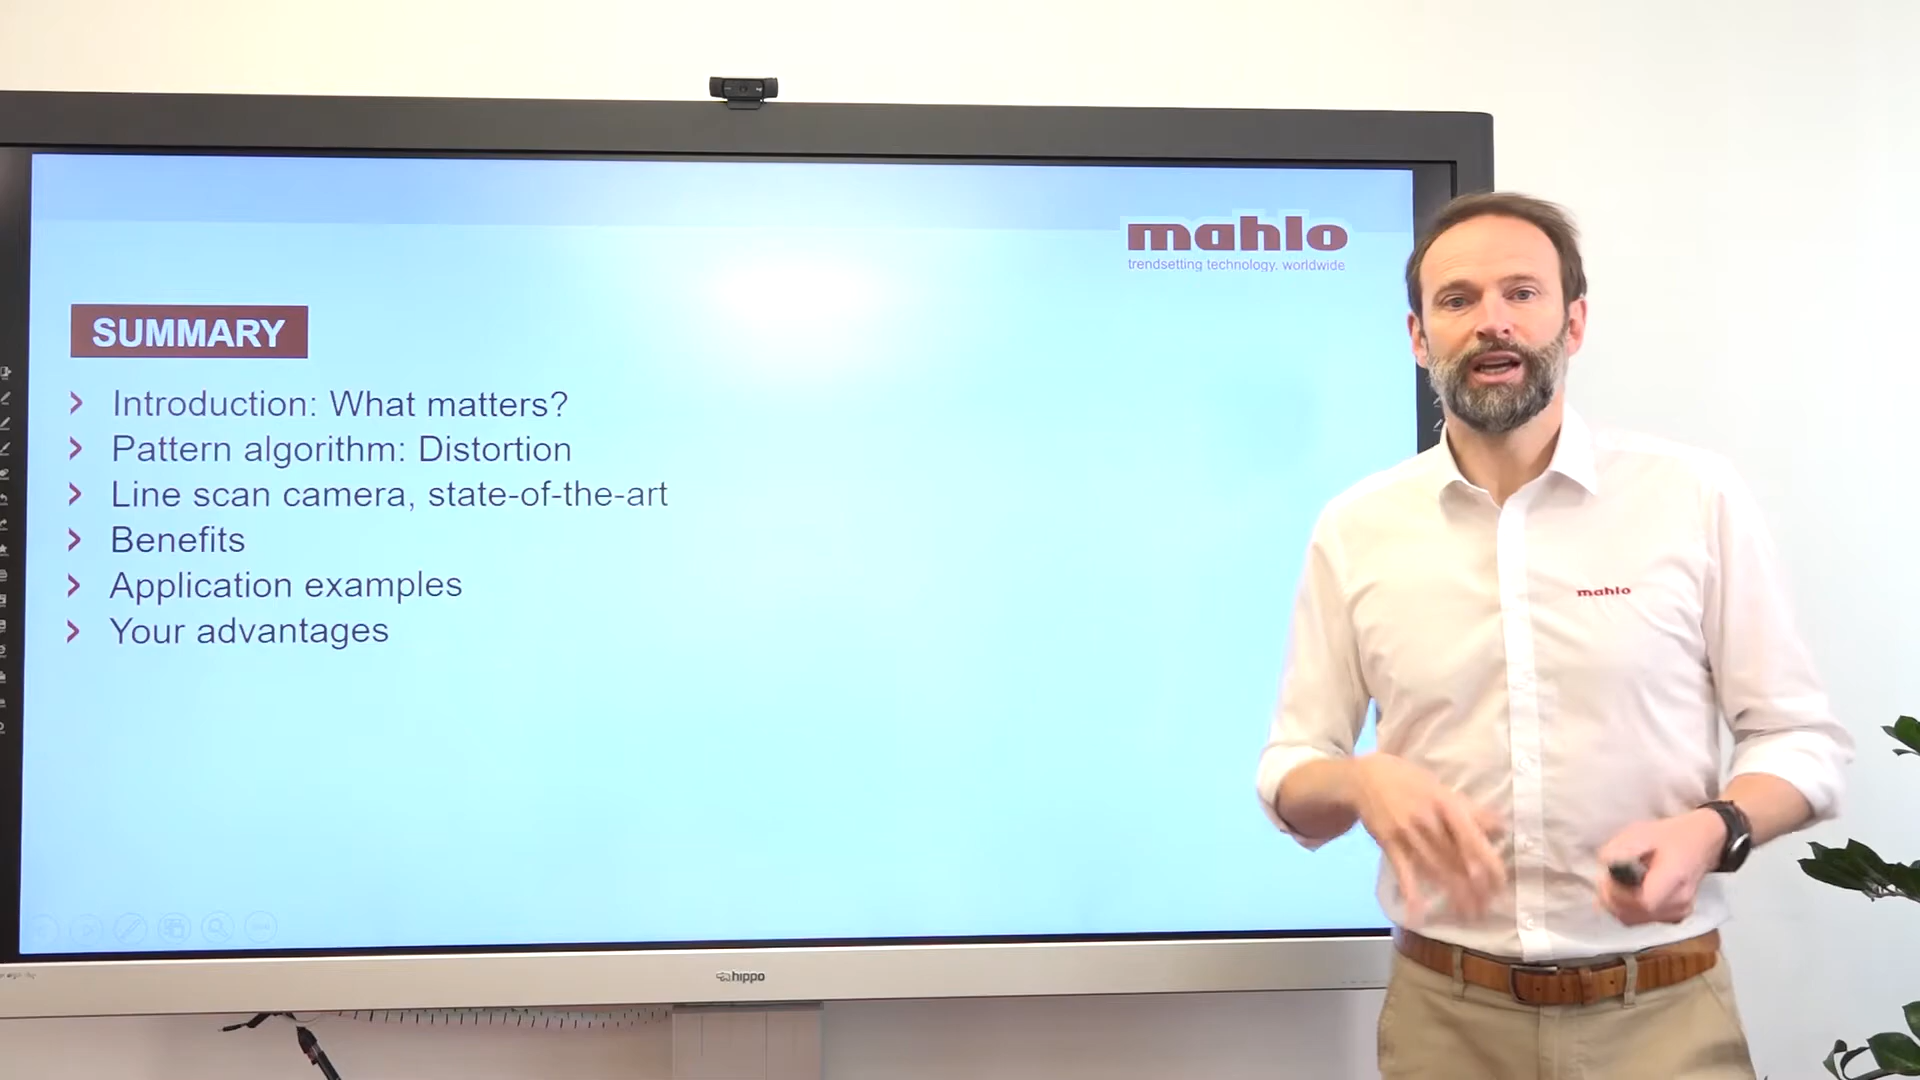 mahlo
trendsetting technology, worldwide
SUMMARY
Introduction: What matters?
Pattern algorithm: Distortion
Line scan camera, state-of-the-art
Benefits
Application examples
Your advantages
mahlo
hippo